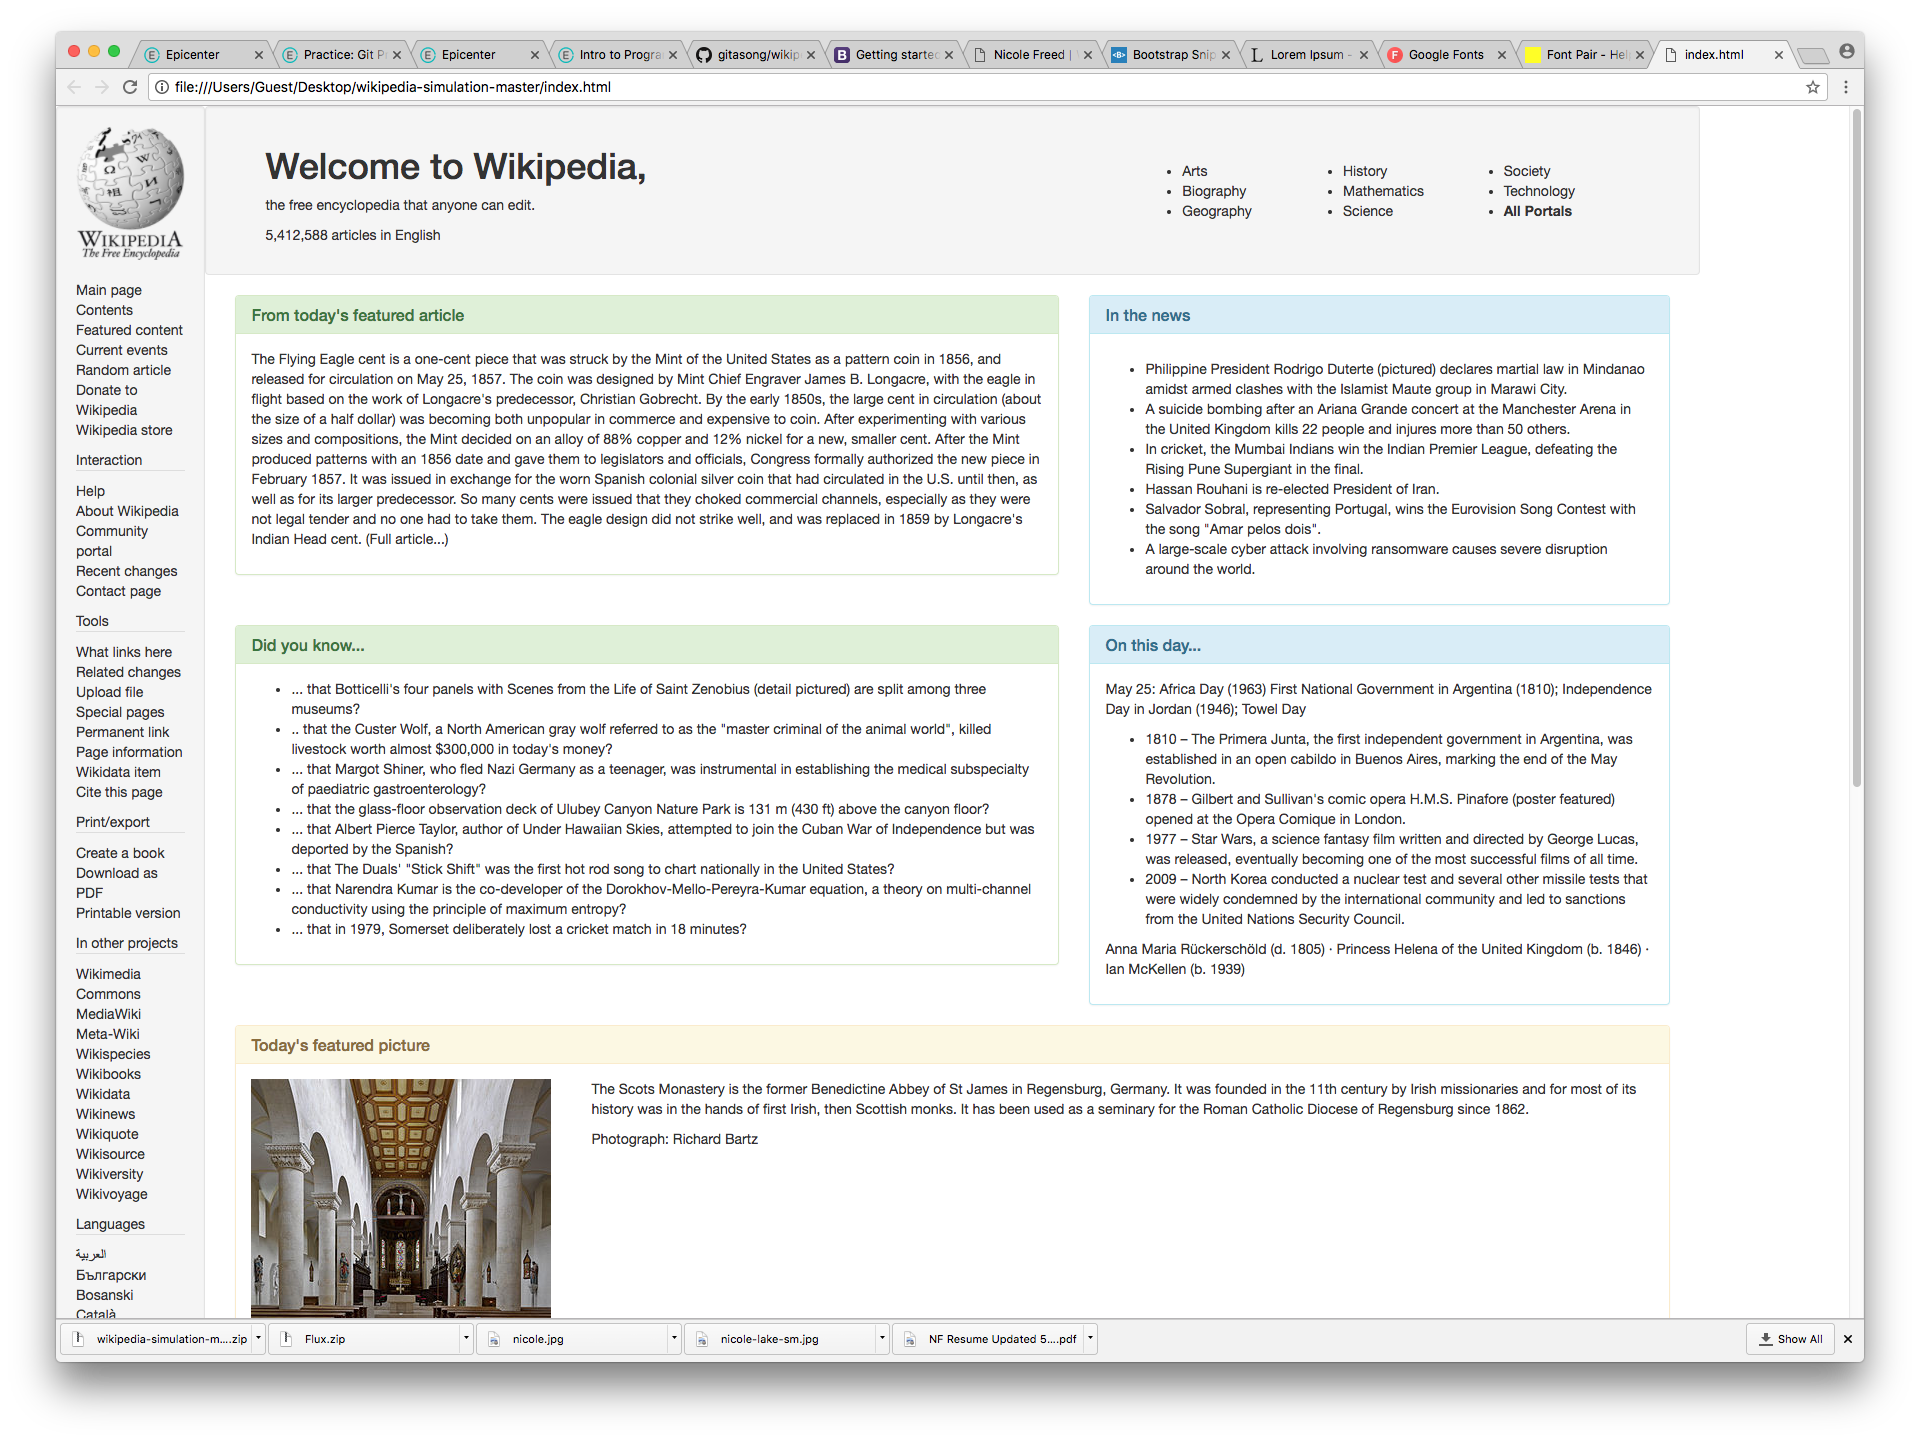 Epicenter
Practice: Git P
Epicenter
Intro to Progra
gitasong/wikip
Getting started
Nicole Freed |
Bootstrap Snip
Lorem Ipsum -
Google Fonts
Font Pair - Help
index.html
file:///Users/Guest/Desktop/wikipedia-simulation-master/index.html
WIKIPEDIA
The Free Encyclopedia
Main page
Contents
Featured content
Current events
Random article
Donate to
Wikipedia
Wikipedia store
Interaction
Help
About Wikipedia
Community
portal
Recent changes
Contact page
Tools
What links here
Related changes
Upload file
Special pages
Permanent link
Page information
Wikidata item
Cite this page
Print/export
Create a book
Download as
PDF
Printable version
In other projects
Wikimedia
Commons
MediaWiki
Meta-Wiki
Wikispecies
Wikibooks
Wikidata
Wikinews
Wikiquote
Wikisource
Wikiversity
Wikivoyage
Languages
العربية
Български
Bosanski
Català
Welcome to Wikipedia,
the free encyclopedia that anyone can edit.
5,412,588 articles in English
Arts
Biography
Geography
History
Mathematics
Science
Society
Technology
All Portals
From today's featured article
The Flying Eagle cent is a one-cent piece that was struck by the Mint of the United States as a pattern coin in 1856, and
released for circulation on May 25, 1857. The coin was designed by Mint Chief Engraver James B. Longacre, with the eagle in
flight based on the work of Longacre's predecessor, Christian Gobrecht. By the early 1850s, the large cent in circulation (about
the size of a half dollar) was becoming both unpopular in commerce and expensive to coin. After experimenting with various
sizes and compositions, the Mint decided on an alloy of 88% copper and 12% nickel for a new, smaller cent. After the Mint
produced patterns with an 1856 date and gave them to legislators and officials, Congress formally authorized the new piece in
February 1857. It was issued in exchange for the worn Spanish colonial silver coin that had circulated in the U.S. until then, as
well as for its larger predecessor. So many cents were issued that they choked commercial channels, especially as they were
not legal tender and no one had to take them. The eagle design did not strike well, and was replaced in 1859 by Longacre's
Indian Head cent. (Full article...)
In the news
Philippine President Rodrigo Duterte (pictured) declares martial law in Mindanao
amidst armed clashes with the Islamist Maute group in Marawi City.
A suicide bombing after an Ariana Grande concert at the Manchester Arena in
the United Kingdom kills 22 people and injures more than 50 others.
In cricket, the Mumbai Indians win the Indian Premier League, defeating the
Rising Pune Supergiant in the final.
Hassan Rouhani is re-elected President of Iran.
Salvador Sobral, representing Portugal, wins the Eurovision Song Contest with
the song "Amar pelos dois".
A large-scale cyber attack involving ransomware causes severe disruption
around the world.
Did you know...
... that Botticelli's four panels with Scenes from the Life of Saint Zenobius (detail pictured) are split among three
museums?
.. that the Custer Wolf, a North American gray wolf referred to as the "master criminal of the animal world", killed
livestock worth almost $300,000 in today's money?
... that Margot Shiner, who fled Nazi Germany as a teenager, was instrumental in establishing the medical subspecialty
of paediatric gastroenterology?
... that the glass-floor observation deck of Ulubey Canyon Nature Park is 131 m (430 ft) above the canyon floor?
... that Albert Pierce Taylor, author of Under Hawaiian Skies, attempted to join the Cuban War of Independence but was
deported by the Spanish?
... that The Duals' "Stick Shift" was the first hot rod song to chart nationally in the United States?
... that Narendra Kumar is the co-developer of the Dorokhov-Mello-Pereyra-Kumar equation, a theory on multi-channel
conductivity using the principle of maximum entropy?
... that in 1979, Somerset deliberately lost a cricket match in 18 minutes?
On this day...
May 25: Africa Day (1963) First National Government in Argentina (1810); Independence
Day in Jordan (1946); Towel Day
1810 – The Primera Junta, the first independent government in Argentina, was
established in an open cabildo in Buenos Aires, marking the end of the May
Revolution.
1878 – Gilbert and Sullivan's comic opera H.M.S. Pinafore (poster featured)
opened at the Opera Comique in London.
1977 – Star Wars, a science fantasy film written and directed by George Lucas,
was released, eventually becoming one of the most successful films of all time.
2009 – North Korea conducted a nuclear test and several other missile tests that
were widely condemned by the international community and led to sanctions
from the United Nations Security Council.
Anna Maria Rückerschöld (d. 1805) · Princess Helena of the United Kingdom (b. 1846) ·
Ian McKellen (b. 1939)
Today's featured picture
The Scots Monastery is the former Benedictine Abbey of St James in Regensburg, Germany. It was founded in the 11th century by Irish missionaries and for most of its
history was in the hands of first Irish, then Scottish monks. It has been used as a seminary for the Roman Catholic Diocese of Regensburg since 1862.
Photograph: Richard Bartz
wikipedia-simulation-m....zip
Flux.zip
nicole.jpg
nicole-lake-sm.jpg
NF Resume Updated 5....pdf
Show All